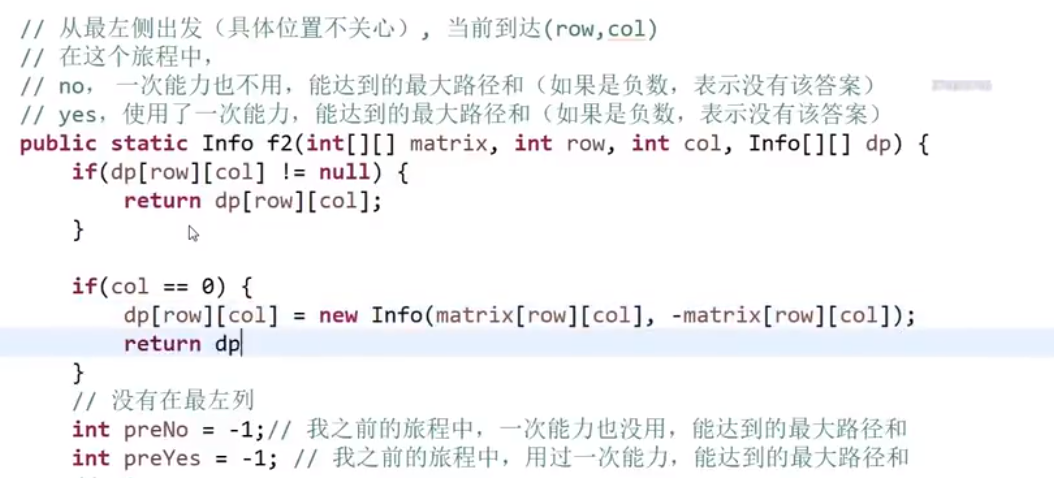 // 从最左侧出发（具体位置不关心）, 当前到达(row,col)
// 在这个旅程中，
// no， 一次能力也不用，能达到的最大路径和（如果是负数，表示没有该答案）
// yes，使用了一次能力，能达到的最大路径和（如果是负数，表示没有该答案）
public static Info f2(int[][] matrix, int row, int col, Info[][] dp) {
if(dp[row][col] != null) {
return dp[row][col];
}
if(col == 0) {
dp[row][col] = new Info(matrix[row][col], -matrix[row][col]);
return dp
}
// 没有在最左列
int preNo = -1;// 我之前的旅程中，一次能力也没用，能达到的最大路径和
int preYes = -1; // 我之前的旅程中，用过一次能力，能达到的最大路径和